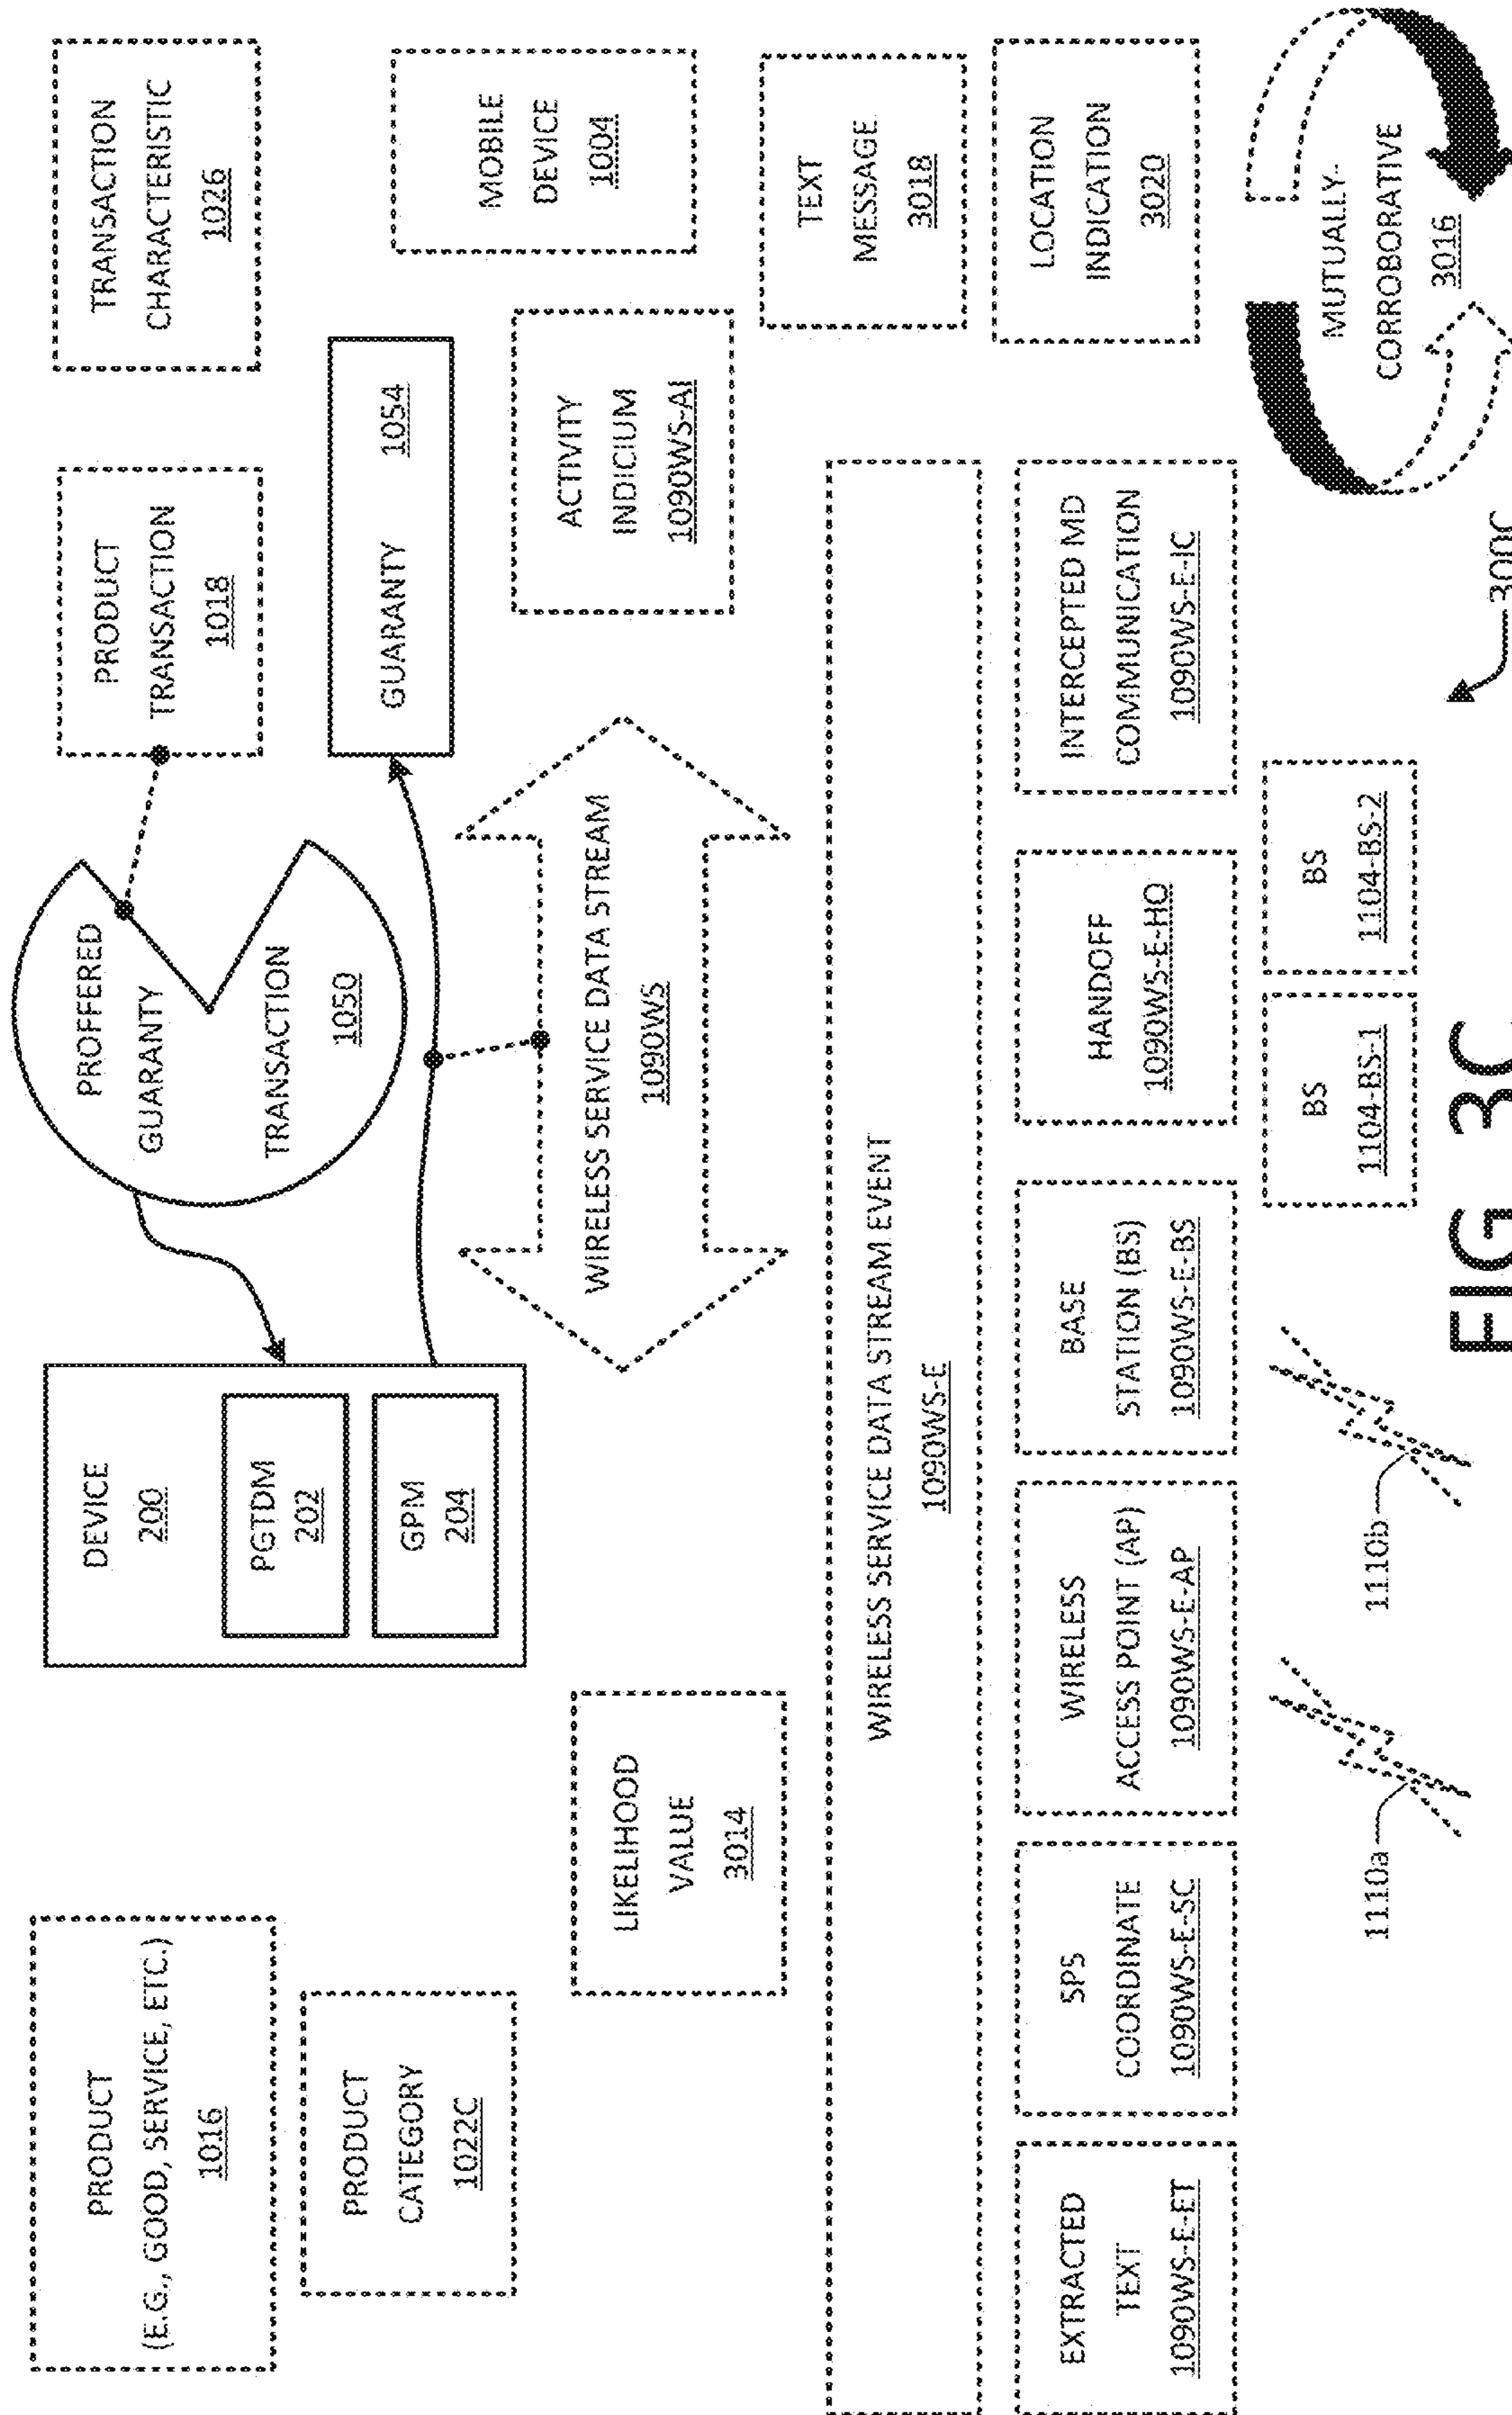 PRODUCT
(E.G., GOOD, SERVICE, ETC.)
1016
PRODUCT
CATEGORY
1022C
LIKELIHOOD
VALUE
3014
DEVICE
200
PGTDM
202
GPM
204
PROFFERED
GUARANTY
TRANSACTION
1050
PRODUCT
TRANSACTION
1018
TRANSACTION
CHARACTERISTIC
1026
GUARANTY 1054
WIRELESS SERVICE DATA STREAM
1090WS
ACTIVITY
INDICIUM
1090WS-AI
MOBILE
DEVICE
1004
TEXT
MESSAGE
3018
LOCATION
INDICATION
3020
WIRELESS SERVICE DATA STREAM EVENT
1090WS-E
EXTRACTED
TEXT
1090WS-E-ET
SPS
COORDINATE
1090WS-E-SC
WIRELESS
ACCESS POINT (AP)
1090WS-E-AP
BASE
STATION (BS)
1090WS-E-BS
HANDOFF
1090WS-E-HO
INTERCEPTED MD
COMMUNICATION
1090WS-E-IC
1110a
1110b
BS
1104-BS-1
BS
1104-BS-2
MUTUALLY-
CORROBORATIVE
3016
300C
FIG 3C